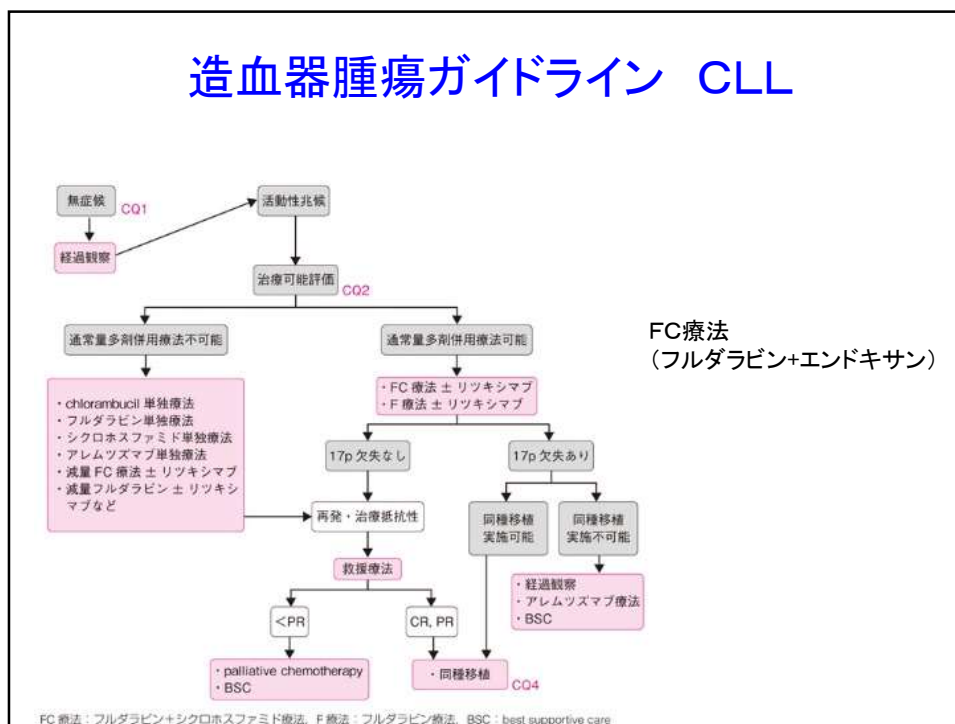 造血器腫瘍ガイドライン CLL
無症候
CQ1
活動性兆候
経過観察
治療可能評価
CQ2
通常量多剤併用療法不可能
通常量多剤併用療法可能
FC療法
(フルダラビン+エンドキサン)
・FC 療法 ± リツキシマブ
・F 療法 ± リツキシマブ
・chlorambucil 単独療法
・フルダラビン単独療法
・シクロホスファミド単独療法
・アレムツズマブ単独療法
・減量 FC 療法 ± リツキシマブ
・減量フルダラビン ± リツキシ
マブなど
17p 欠失なし
17p 欠失あり
再発・治療抵抗性
同種移植
実施可能
同種移植
実施不可能
救援療法
・経過観察
・アレムツズマブ療法
・BSC
<PR
CR, PR
・palliative chemotherapy
・BSC
・同種移植
CQ4
FC 療法：フルダラビン＋シクロホスファミド療法，F 療法：フルダラビン療法，BSC：best supportive care